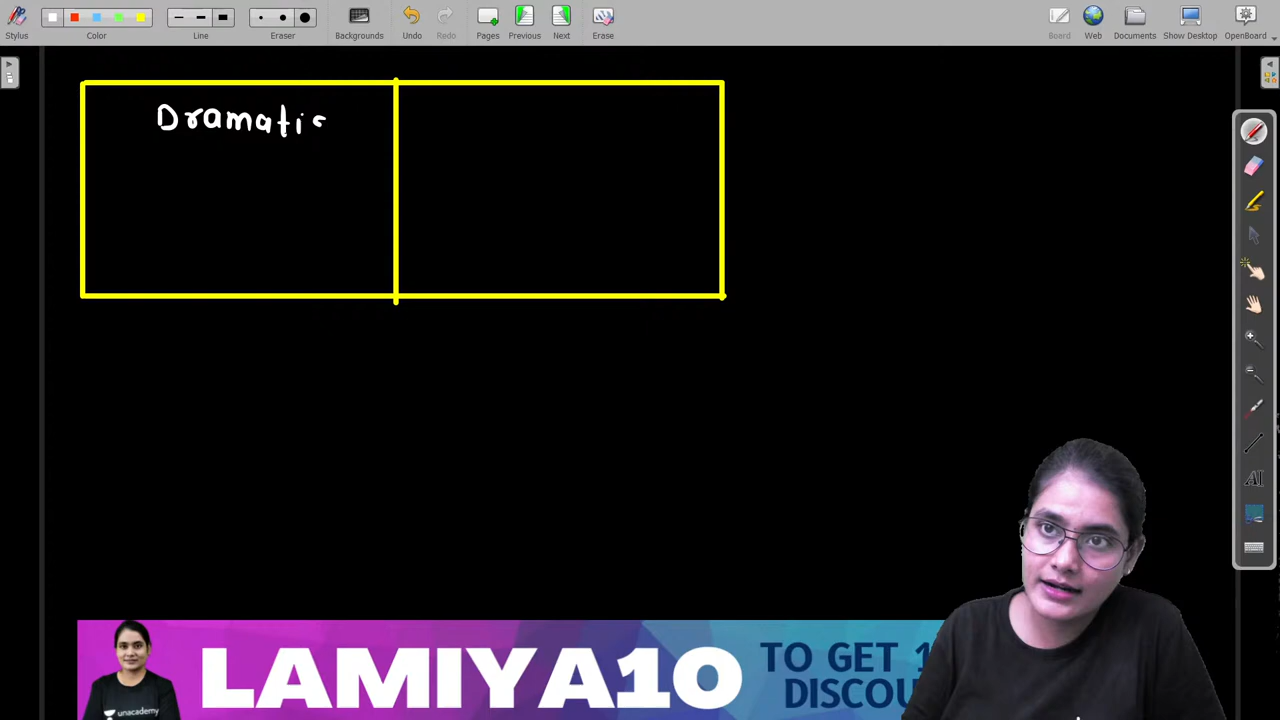 Stylus
Color
Line
Eraser
Backgrounds
Undo
Redo
Pages
Previous
Next
Erase
Board
Web
Documents
Show Desktop
OpenBoard
Dramatic
AI
unacademy
LAMIYA10
TO GET 1
DISCOU